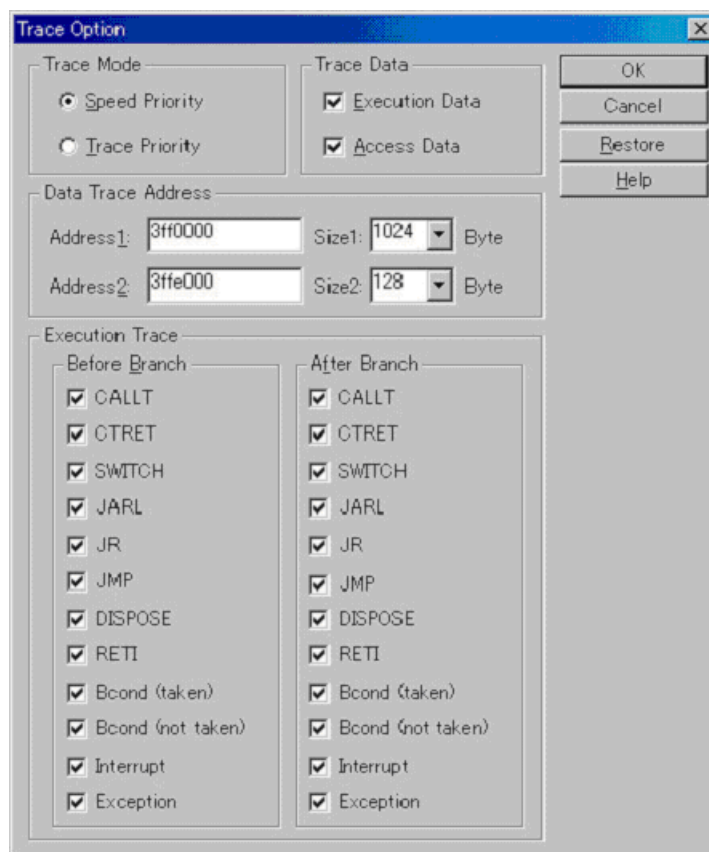 Trace Option
Trace Mode
Speed Priority
Trace Priority
Trace Data
Execution Data
Access Data
OK
Cancel
Restore
Help
Data Trace Address
Address1: 3ff0000 Size1: 1024 Byte
Address2: 3ffe000 Size2: 128 Byte
Execution Trace
Before Branch
CALLT
CTRET
SWITCH
JARL
JR
JMP
DISPOSE
RETI
Bcond (taken)
Bcond (not taken)
Interrupt
Exception
After Branch
CALLT
CTRET
SWITCH
JARL
JR
JMP
DISPOSE
RETI
Bcond (taken)
Bcond (not taken)
Interrupt
Exception